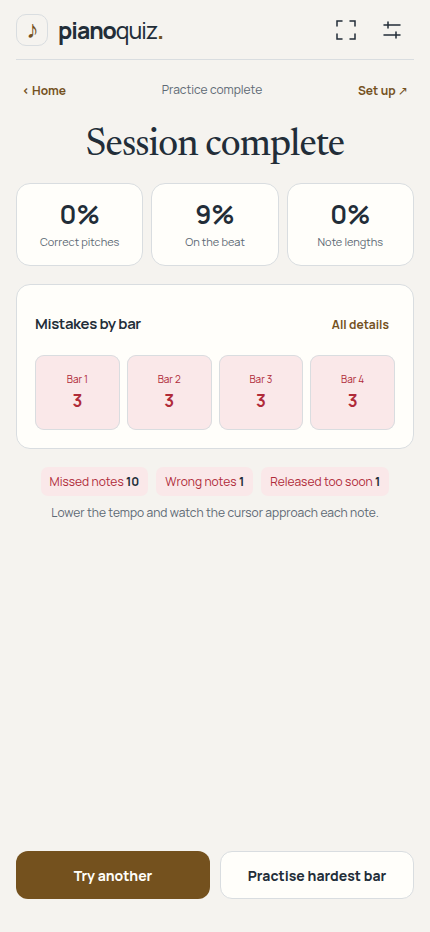 pianoquiz.
‹ Home
Practice complete
Set up ↗
Session complete
0%
Correct pitches
9%
On the beat
0%
Note lengths
Mistakes by bar
All details
Bar 1
3
Bar 2
3
Bar 3
3
Bar 4
3
Missed notes 10
Wrong notes 1
Released too soon 1
Lower the tempo and watch the cursor approach each note.
Try another
Practise hardest bar